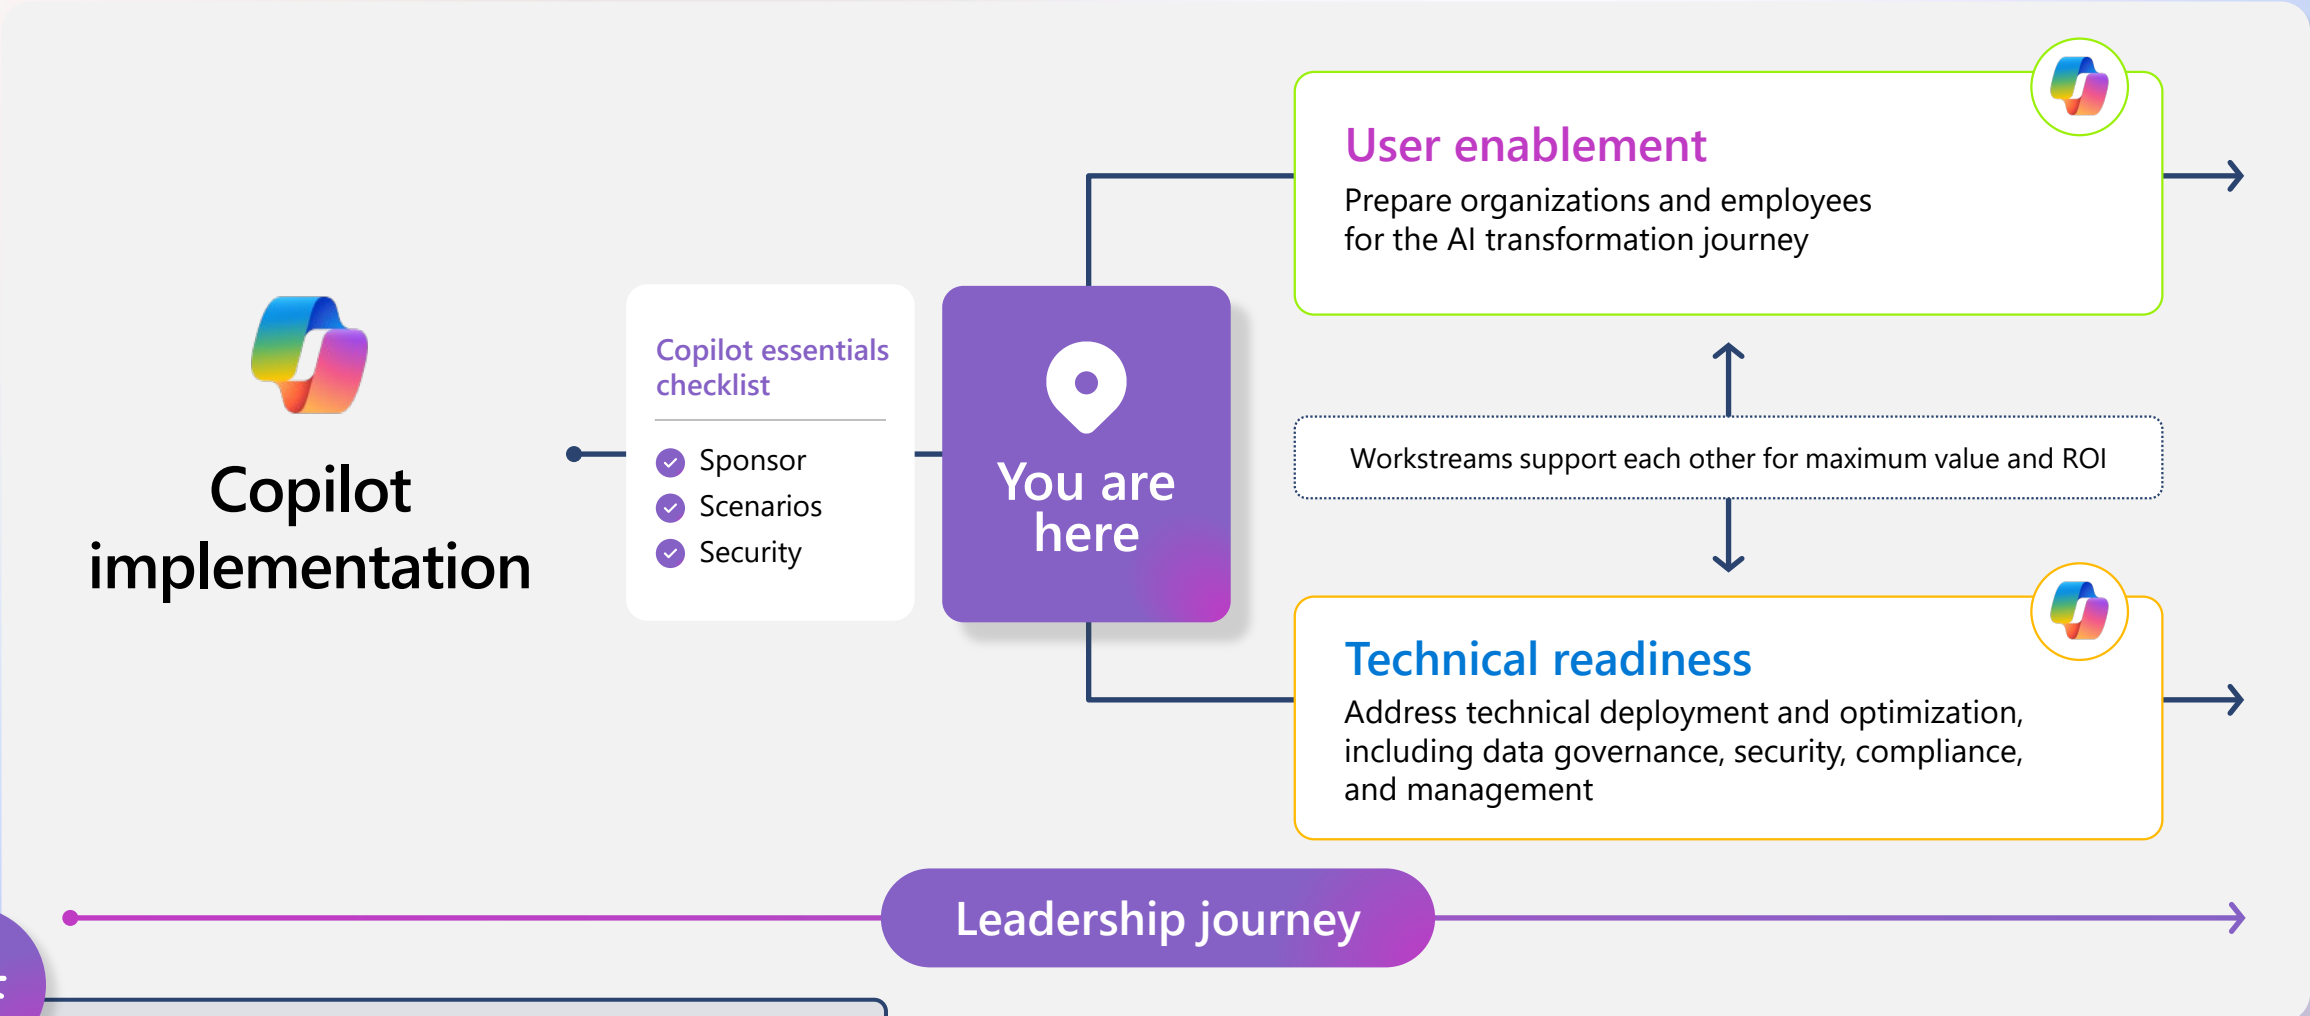 Copilot
implementation
Copilot essentials
checklist
Sponsor
Scenarios
Security
You are
here
User enablement
Prepare organizations and employees
for the AI transformation journey
Workstreams support each other for maximum value and ROI
Technical readiness
Address technical deployment and optimization,
including data governance, security, compliance,
and management
Leadership journey